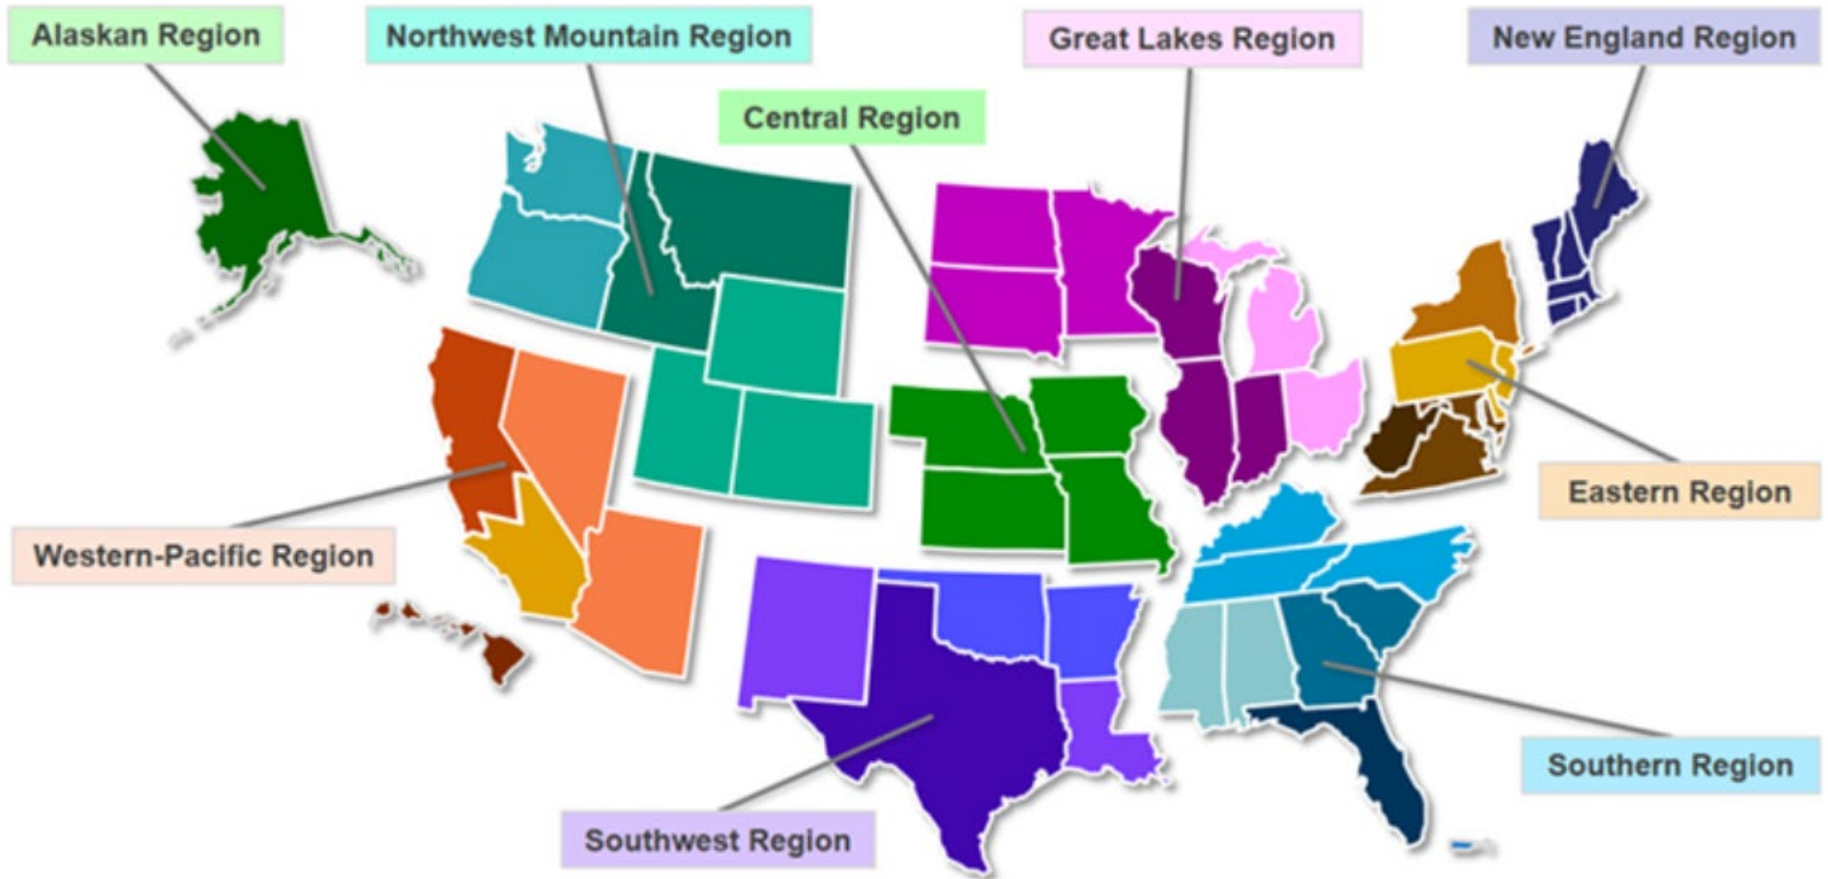 Alaskan Region
Northwest Mountain Region
Great Lakes Region
New England Region
Central Region
Eastern Region
Western-Pacific Region
Southern Region
Southwest Region